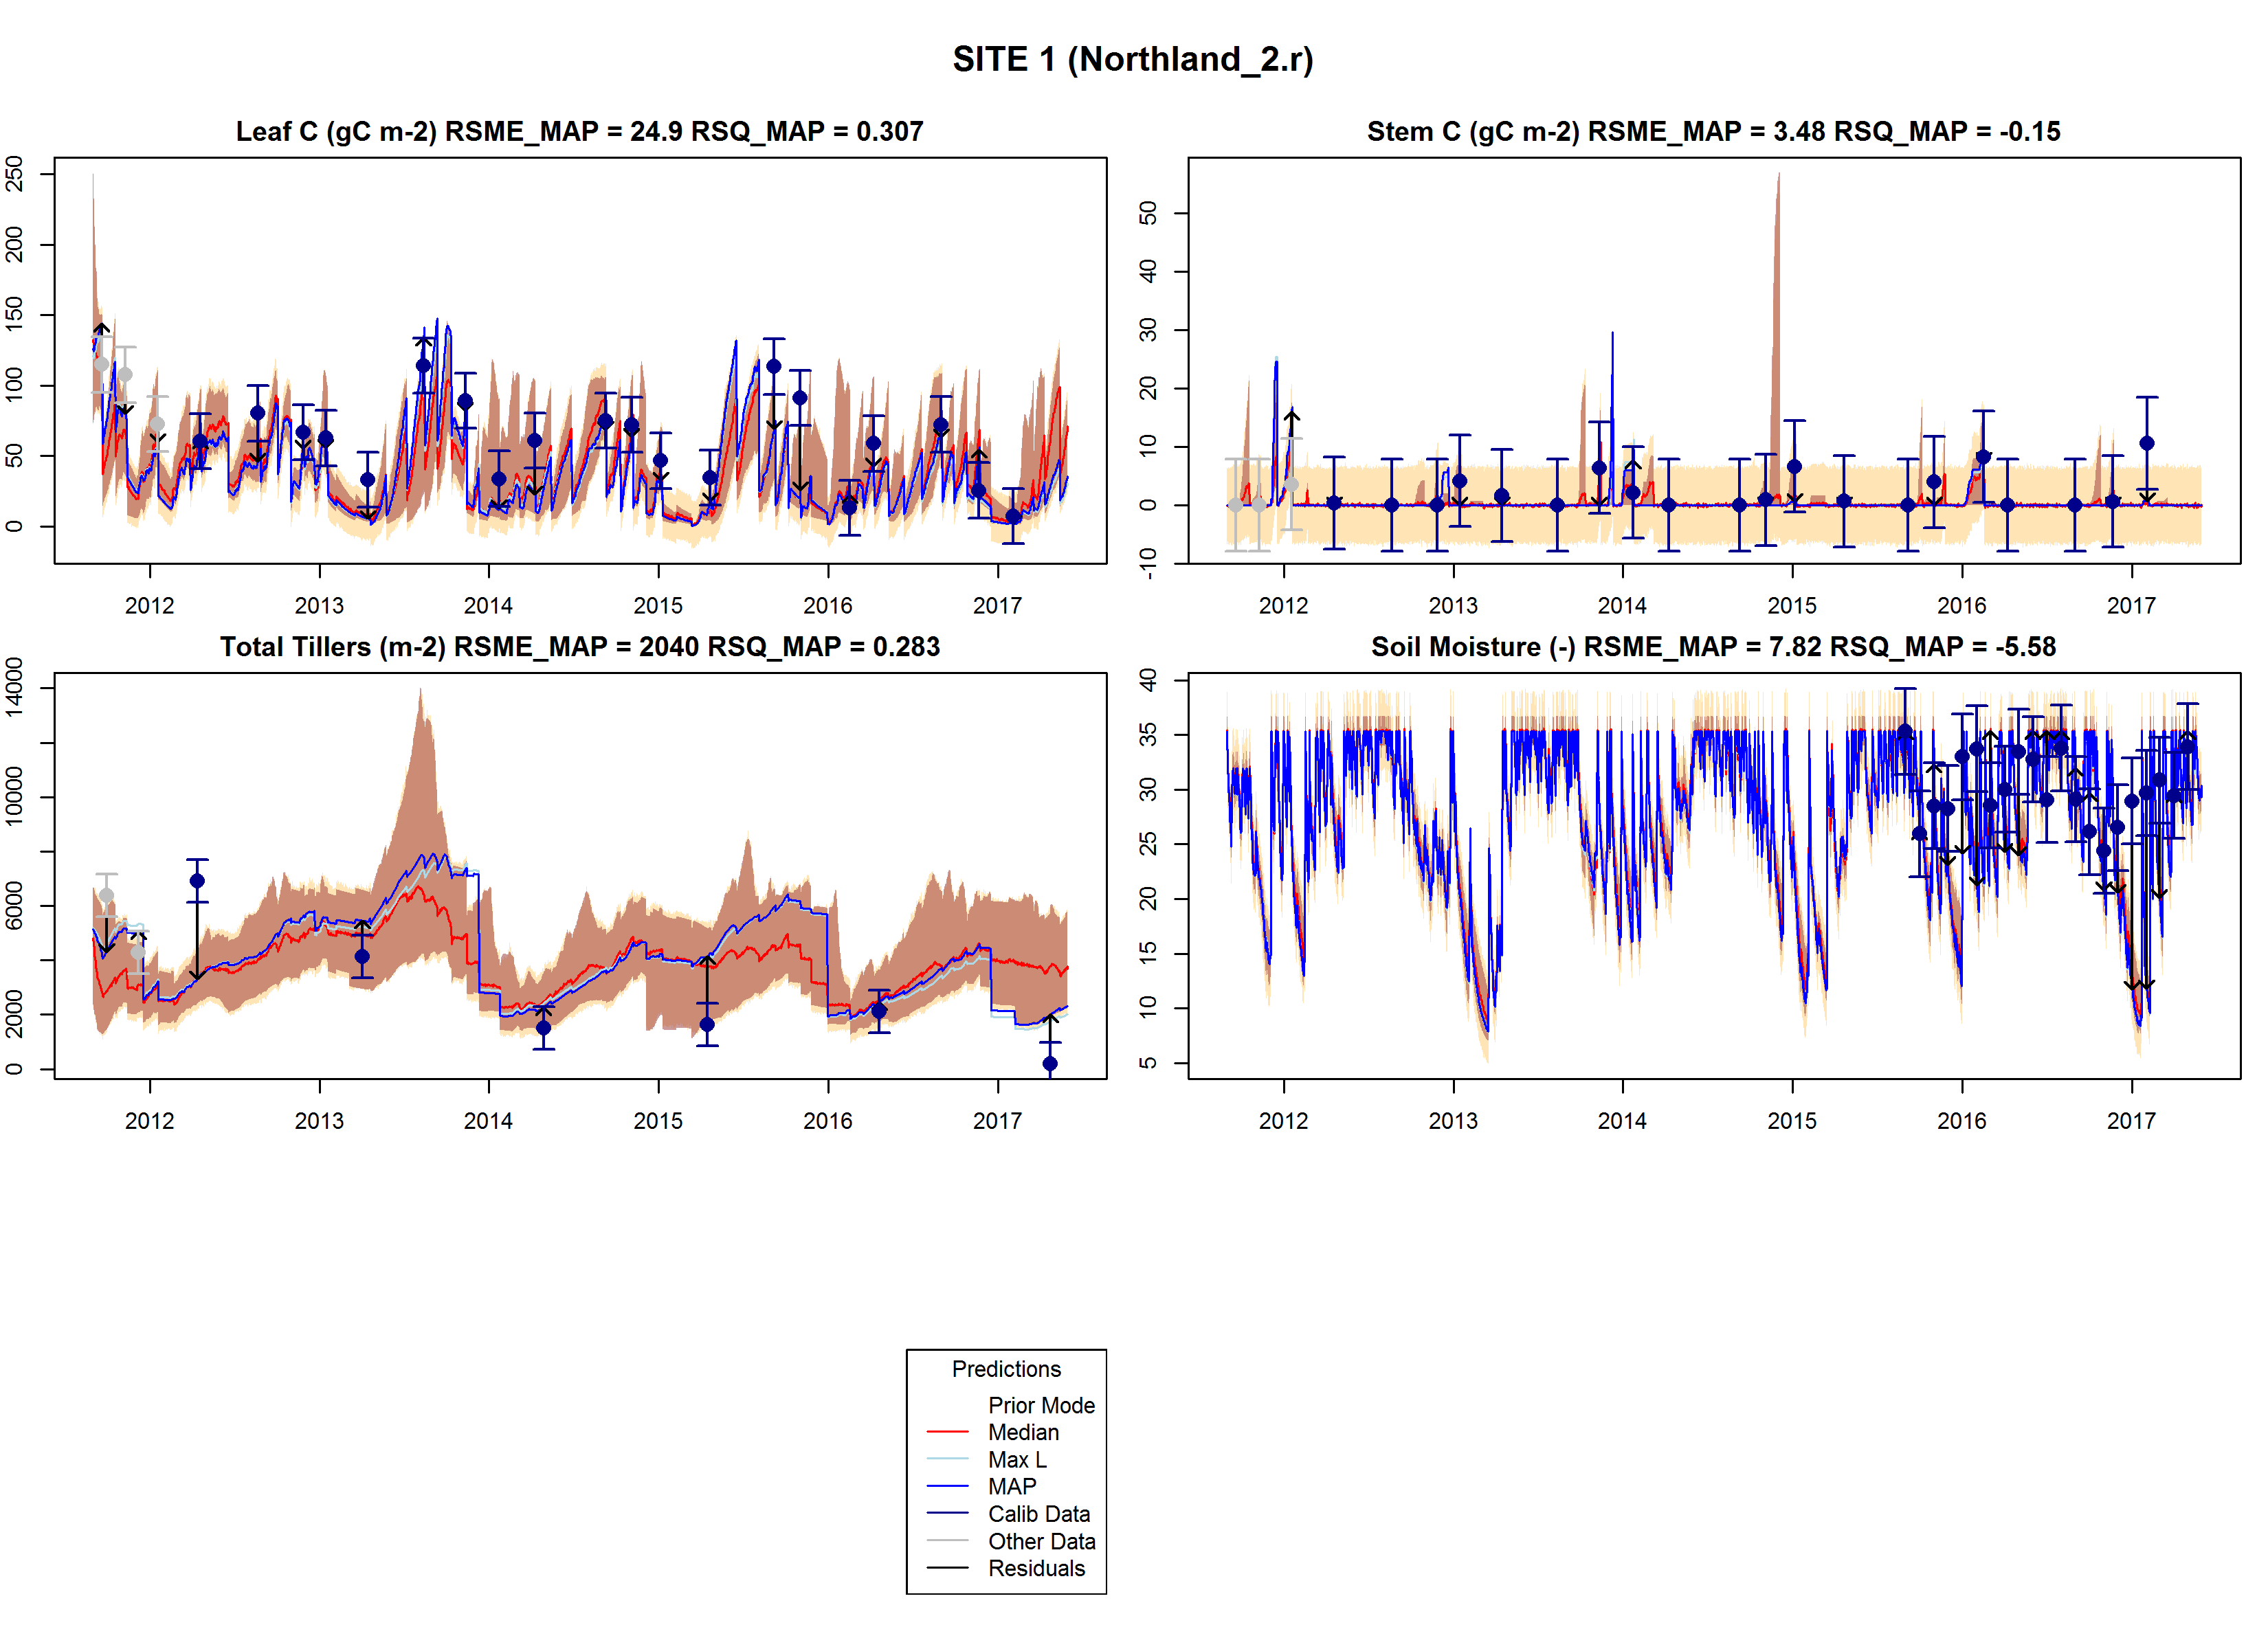 SITE 1 (Northland_2.r)
Leaf C (gC m-2) RSME_MAP = 24.9 RSQ_MAP = 0.307
250
200
150
100
50
0
2012 2013 2014 2015 2016 2017
Stem C (gC m-2) RSME_MAP = 3.48 RSQ_MAP = -0.15
50
40
30
20
10
0
-10
2012 2013 2014 2015 2016 2017
Total Tillers (m-2) RSME_MAP = 2040 RSQ_MAP = 0.283
14000
10000
6000
2000
0
2012 2013 2014 2015 2016 2017
Soil Moisture (-) RSME_MAP = 7.82 RSQ_MAP = -5.58
40
35
30
25
20
15
10
5
2012 2013 2014 2015 2016 2017
Predictions
Prior Mode
Median
Max L
MAP
Calib Data
Other Data
Residuals